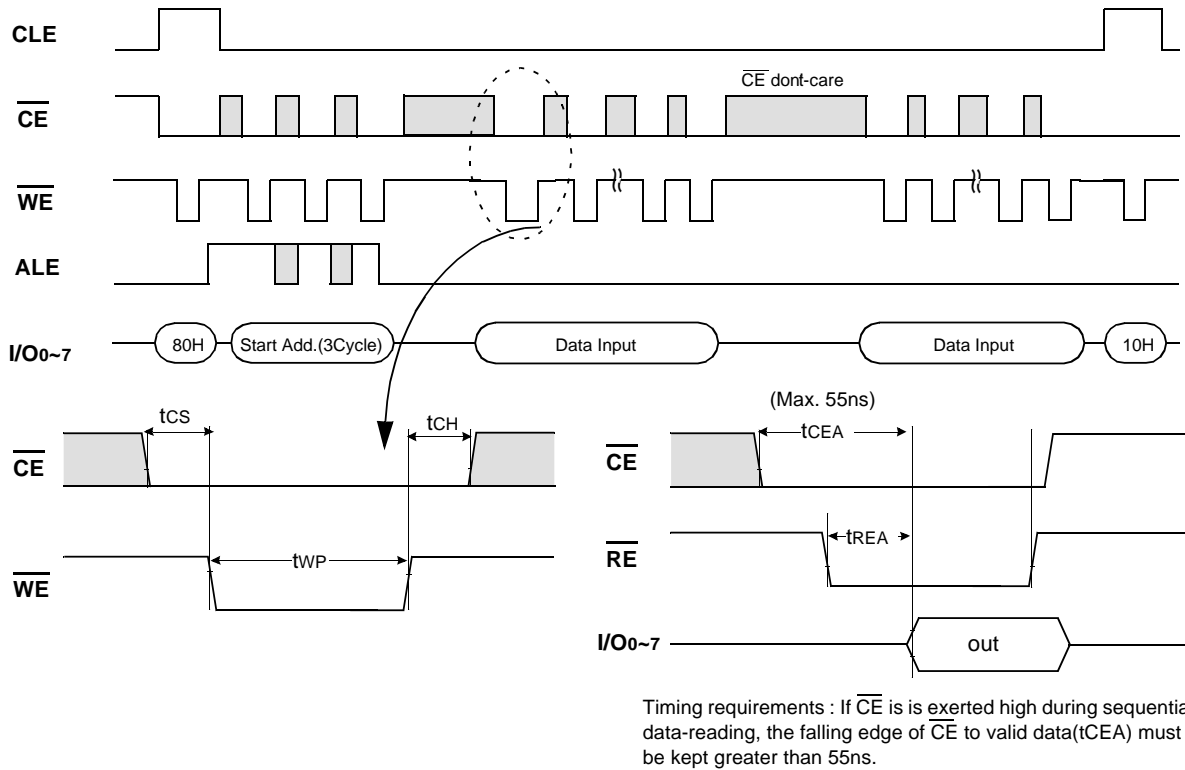 CLE
CE dont-care
CE
WE
ALE
I/O0~7
80H
Start Add.(3Cycle)
Data Input
Data Input
10H
(Max. 55ns)
tCS
tCH
tCEA
CE
CE
tREA
tWP
RE
WE
I/O0~7
out
Timing requirements : If CE is is exerted high during sequential
data-reading, the falling edge of CE to valid data(tCEA) must
be kept greater than 55ns.